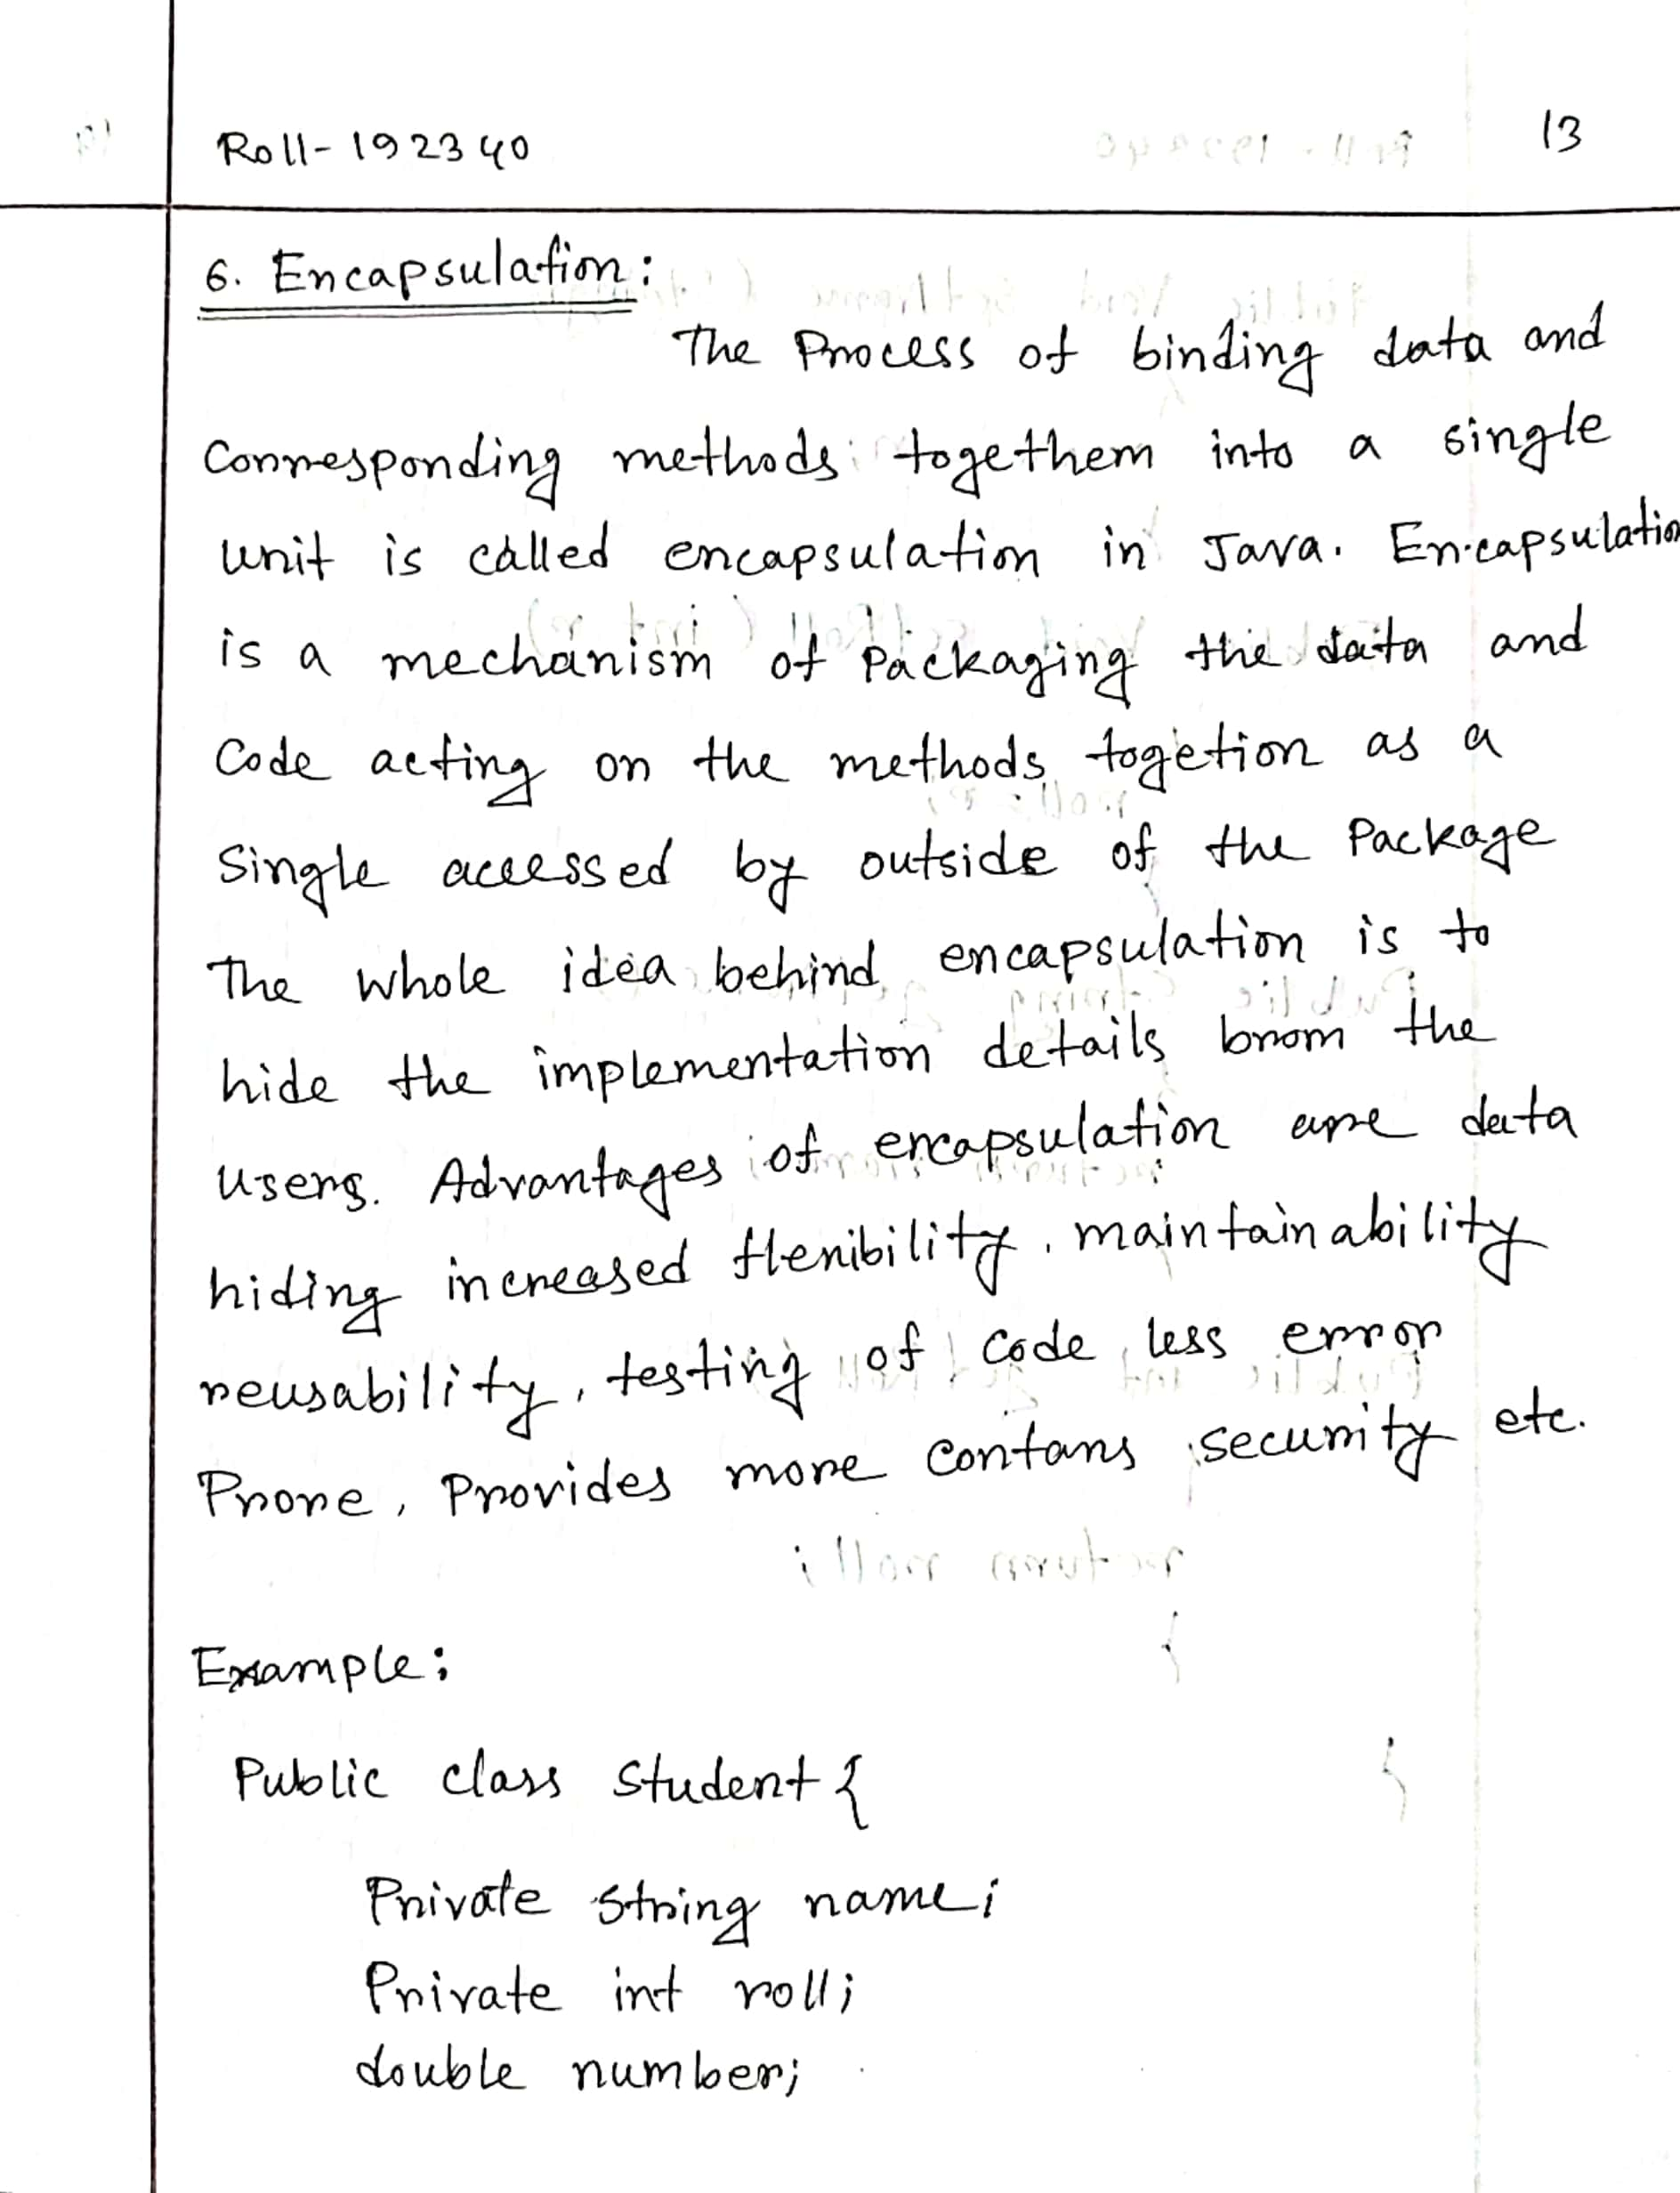 Roll-192340
13
6. Encapsulation:
The Process of binding data and
Corresponding methods together into a single
unit is called encapsulation in Java. Encapsulation
is a mechanism of Packaging the data and
Code acting on the methods togetion as a
Single accessed by outside of the Package
The whole idea behind encapsulation is to
hide the implementation details brom the
users. Advantages of encapsulation are data
hiding increased flexibility, maintainability
reusability, testing of code, less error
Prone, Provides more contans security etc.
Example:
Public class Student {
Private String name;
Private int roll;
double number;